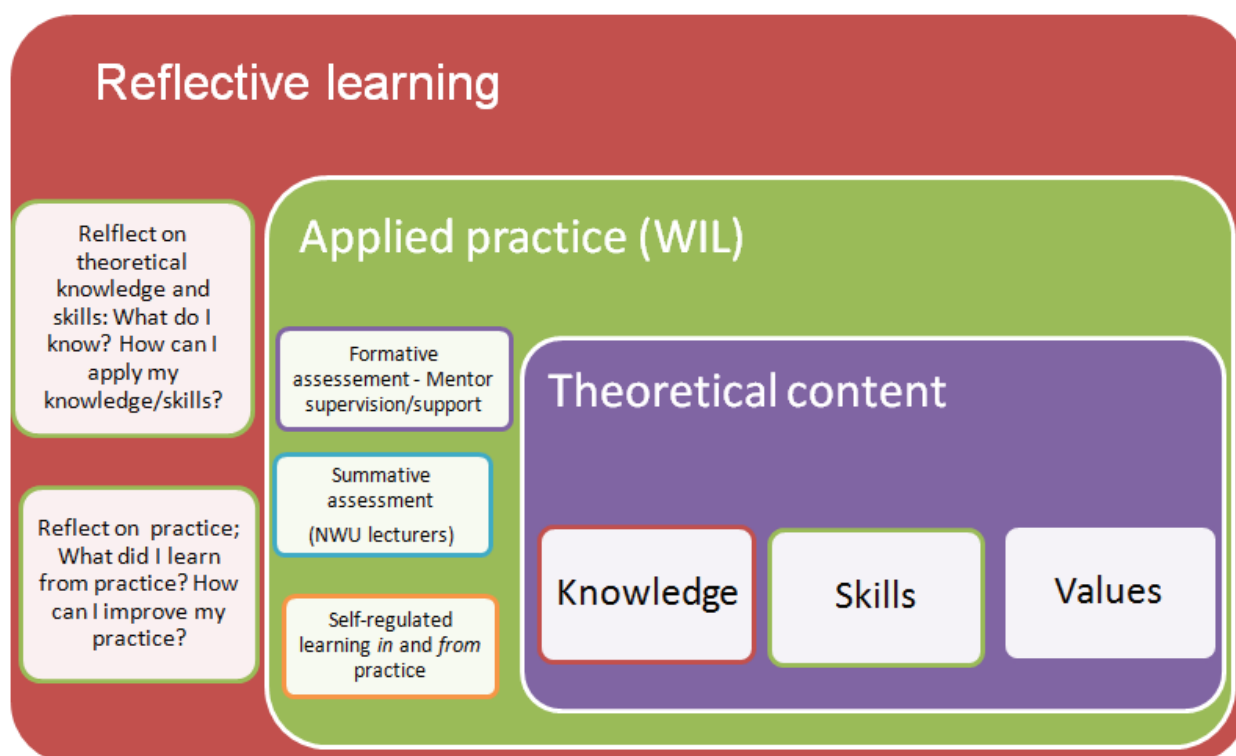 Reflective learning
Relflect on
theoretical
knowledge and
skills: What do I
know? How can I
apply my
knowledge/skills?
Reflect on  practice;
What did I learn
from practice? How
can I improve my
practice?
Applied practice (WIL)
Formative
assessement - Mentor
supervision/support
Summative
assessment
(NWU lecturers)
Self-regulated
learning in and from
practice
Theoretical content
Knowledge
Skills
Values